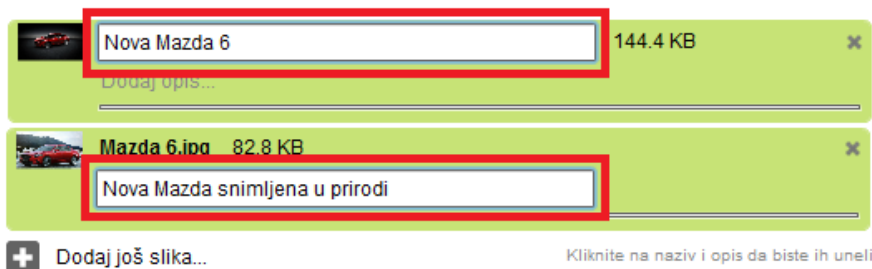 Nova Mazda 6 144.4 KB
Dodaj opis...
Mazda 6.jpg 82.8 KB
Nova Mazda snimljena u prirodi
Dodaj još slika... Kliknite na naziv i opis da biste ih uneli